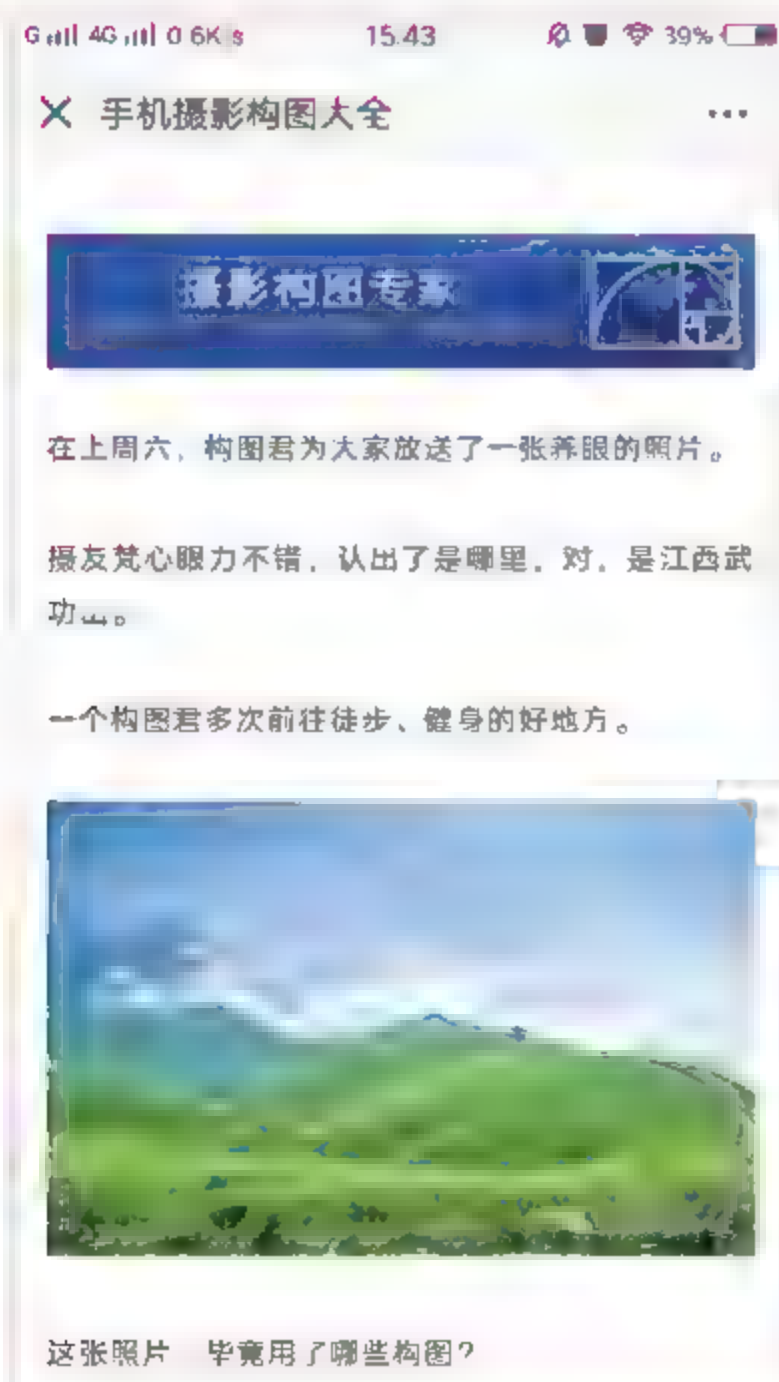 4G 0.6K/s 15:43 39%
手机摄影构图大全
摄影构图专家
在上周六，构图君为大家放送了一张养眼的照片。
摄友梵心眼力不错，认出了是哪里，对，是江西武
功山。
一个构图君多次前往徒步、健身的好地方。
这张照片 毕竟用了哪些构图？